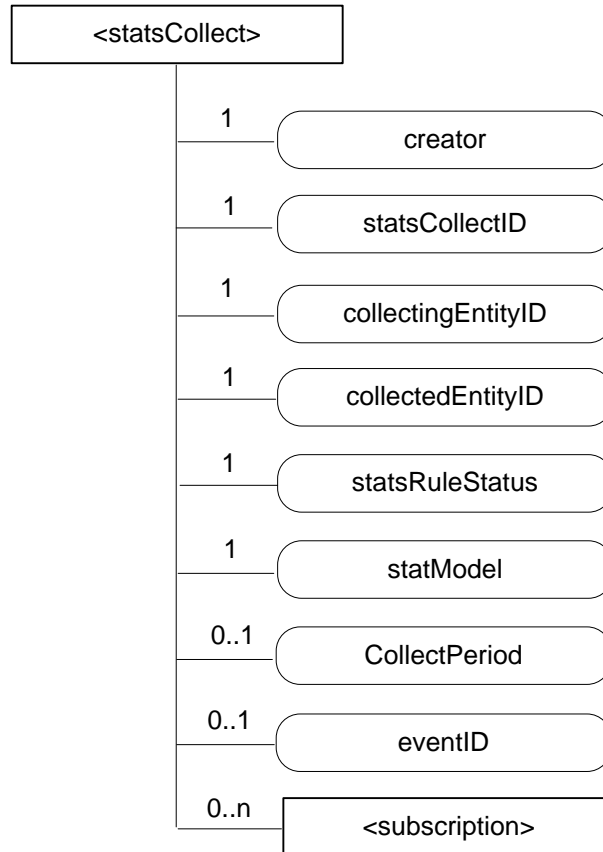 <statsCollect>
1
creator
1
statsCollectID
1
collectingEntityID
1
collectedEntityID
1
statsRuleStatus
1
statModel
0..1
CollectPeriod
0..1
eventID
0..n
<subscription>